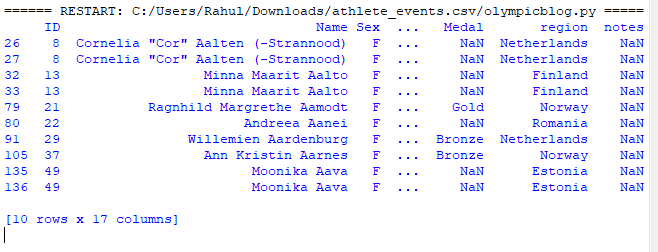 ====== RESTART: C:/Users/Rahul/Downloads/athlete_events.csv/olympicblog.py =====
ID Name Sex ... Medal region notes
26 8 Cornelia "Cor" Aalten (-Strannood) F ... NaN Netherlands NaN
27 8 Cornelia "Cor" Aalten (-Strannood) F ... NaN Netherlands NaN
32 13 Minna Maarit Aalto F ... NaN Finland NaN
33 13 Minna Maarit Aalto F ... NaN Finland NaN
79 21 Ragnhild Margrethe Aamodt F ... Gold Norway NaN
80 22 Andreea Aanei F ... NaN Romania NaN
91 29 Willemien Aardenburg F ... Bronze Netherlands NaN
105 37 Ann Kristin Aarnes F ... Bronze Norway NaN
135 49 Moonika Aava F ... NaN Estonia NaN
136 49 Moonika Aava F ... NaN Estonia NaN
[10 rows x 17 columns]